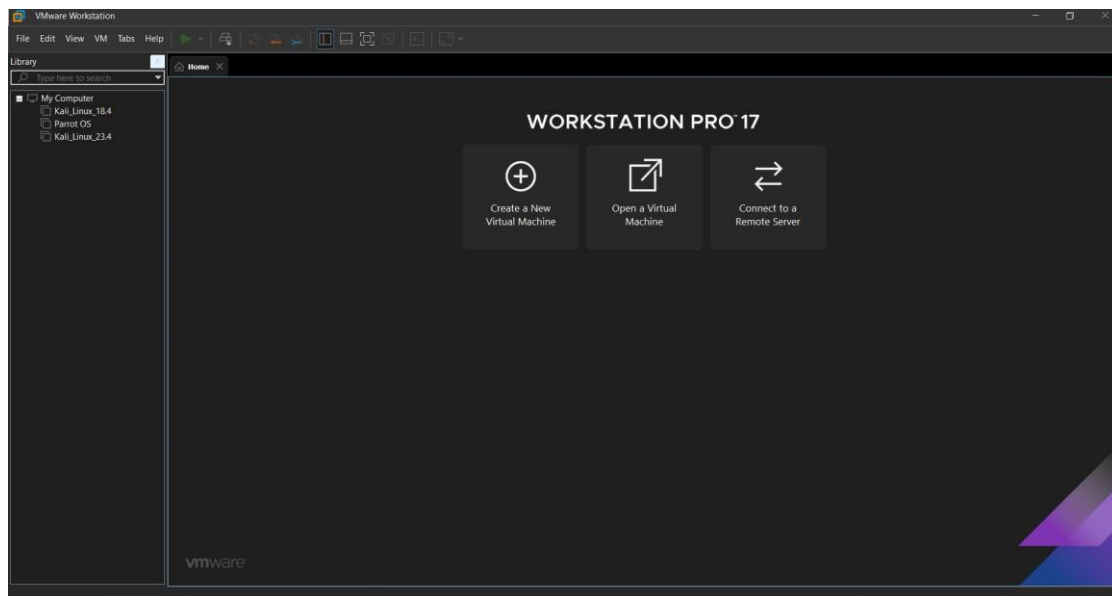 VMware Workstation
File Edit View VM Tabs Help
Library
Type here to search
Home
My Computer
Kali_Linux_18.4
Parrot OS
Kali_Linux_23.4
WORKSTATION PRO™ 17
Create a New
Virtual Machine
Open a Virtual
Machine
Connect to a
Remote Server
vmware